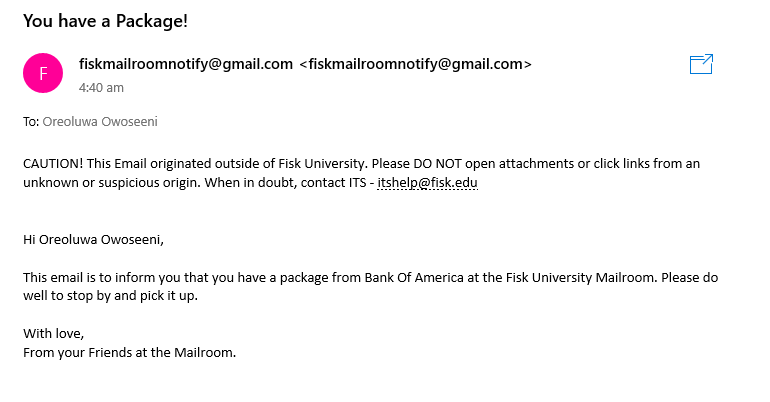 You have a Package!
F
fiskmailroomnotify@gmail.com <fiskmailroomnotify@gmail.com>
4:40 am
To: Oreoluwa Owoseeni
CAUTION! This Email originated outside of Fisk University. Please DO NOT open attachments or click links from an
unknown or suspicious origin. When in doubt, contact ITS - itshelp@fisk.edu
Hi Oreoluwa Owoseeni,
This email is to inform you that you have a package from Bank Of America at the Fisk University Mailroom. Please do
well to stop by and pick it up.
With love,
From your Friends at the Mailroom.